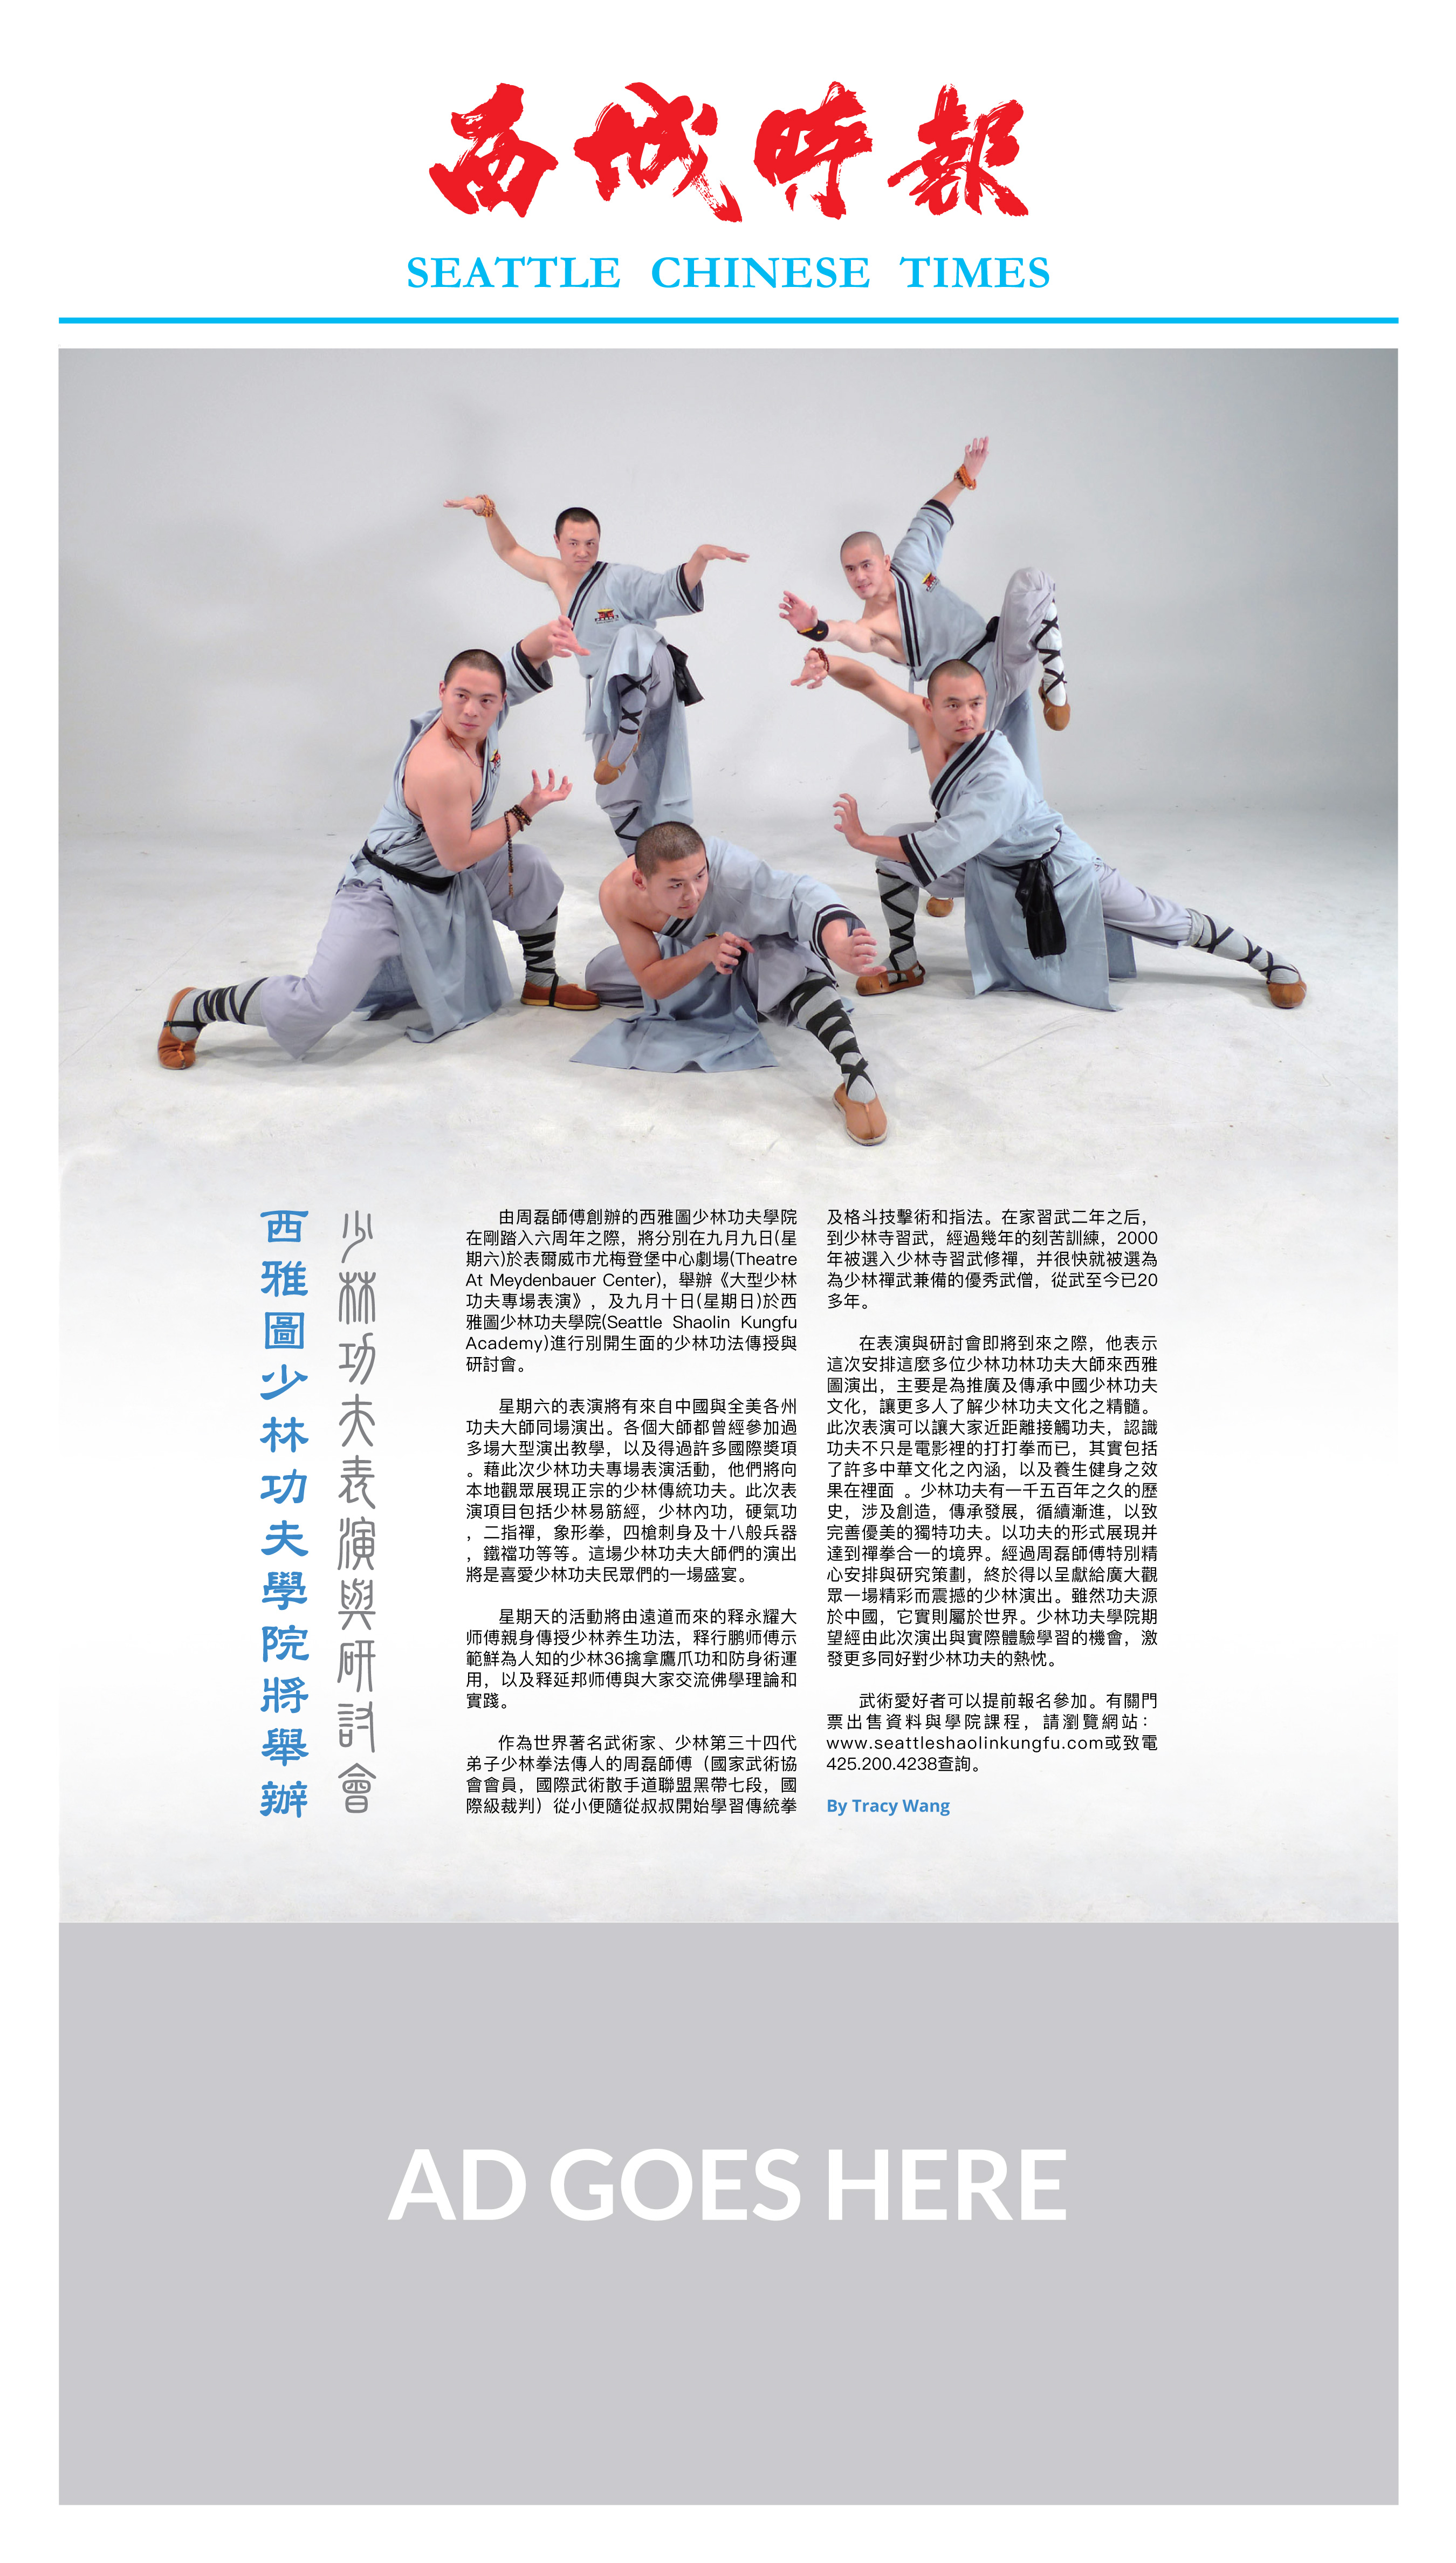 西城時報
SEATTLE CHINESE TIMES
西雅圖少林功夫學院將舉辦
少林功夫表演與研討會
由周磊師傅創辦的西雅圖少林功夫學院
在剛踏入六周年之際，將分別在九月九日(星
期六)於表爾威市尤梅登堡中心劇場(Theatre
At Meydenbauer Center)，舉辦《大型少林
功夫專場表演》，及九月十日(星期日)於西
雅圖少林功夫學院(Seattle Shaolin Kungfu
Academy)進行別開生面的少林功法傳授與
研討會。
星期六的表演將有來自中國與全美各州
功夫大師同場演出。各個大師都曾經參加過
多場大型演出教學，以及得過許多國際獎項
。藉此次少林功夫專場表演活動，他們將向
本地觀眾展現正宗的少林傳統功夫。此次表
演項目包括少林易筋經，少林內功，硬氣功
，二指禪，象形拳，四槍刺身及十八般兵器
，鐵襠功等等。這場少林功夫大師們的演出
將是喜愛少林功夫民眾們的一場盛宴。
星期天的活動將由遠道而來的释永耀大
师傅親身傳授少林养生功法，释行鹏师傅示
範鮮為人知的少林36擒拿鷹爪功和防身術運
用，以及释延邦师傅與大家交流佛學理論和
實踐。
作為世界著名武術家、少林第三十四代
弟子少林拳法傳人的周磊師傅（國家武術協
會會員，國際武術散手道聯盟黑帶七段，國
際級裁判）從小便隨從叔叔開始學習傳統拳
及格斗技擊術和指法。在家習武二年之后，
到少林寺習武，經過幾年的刻苦訓練，2000
年被選入少林寺習武修禪，并很快就被選為
為少林禪武兼備的優秀武僧，從武至今已20
多年。
在表演與研討會即將到來之際，他表示
這次安排這麼多位少林功林功夫大師來西雅
圖演出，主要是為推廣及傳承中國少林功夫
文化，讓更多人了解少林功夫文化之精髓。
此次表演可以讓大家近距離接觸功夫，認識
功夫不只是電影裡的打打拳而已，其實包括
了許多中華文化之內涵，以及養生健身之效
果在裡面 。少林功夫有一千五百年之久的歷
史，涉及創造，傳承發展，循續漸進，以致
完善優美的獨特功夫。以功夫的形式展現并
達到禪拳合一的境界。經過周磊師傅特別精
心安排與研究策劃，終於得以呈獻給廣大觀
眾一場精彩而震撼的少林演出。雖然功夫源
於中國，它實則屬於世界。少林功夫學院期
望經由此次演出與實際體驗學習的機會，激
發更多同好對少林功夫的熱忱。
武術愛好者可以提前報名參加。有關門
票出售資料與學院課程，請瀏覽網站：
www.seattleshaolinkungfu.com或致電
425.200.4238查詢。
By Tracy Wang
AD GOES HERE